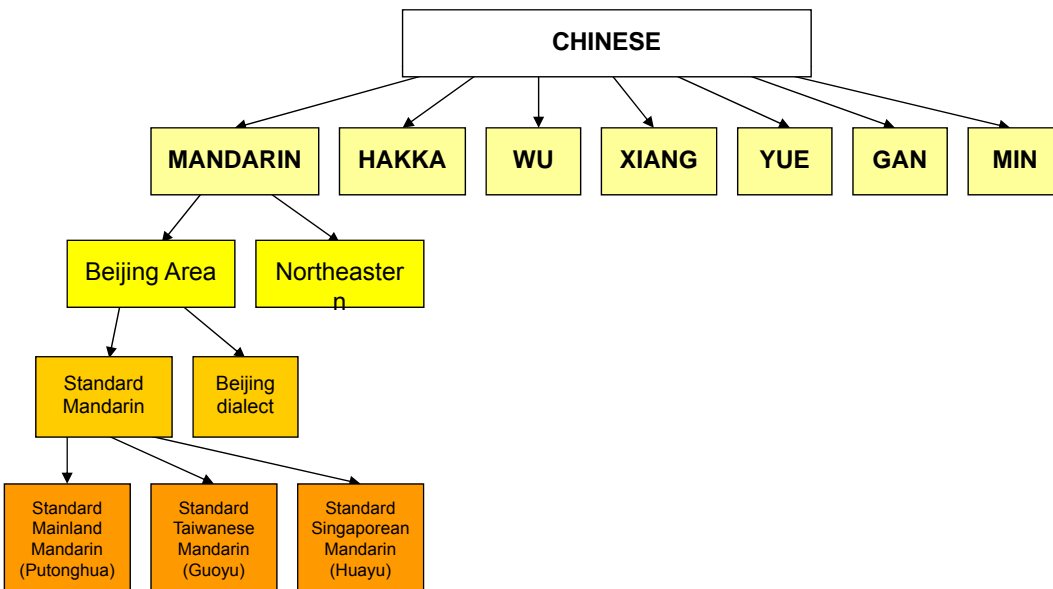 CHINESE
MANDARIN
HAKKA
WU
XIANG
YUE
GAN
MIN
Beijing Area
Northeaster
n
Standard
Mandarin
Beijing
dialect
Standard
Mainland
Mandarin
(Putonghua)
Standard
Taiwanese
Mandarin
(Guoyu)
Standard
Singaporean
Mandarin
(Huayu)